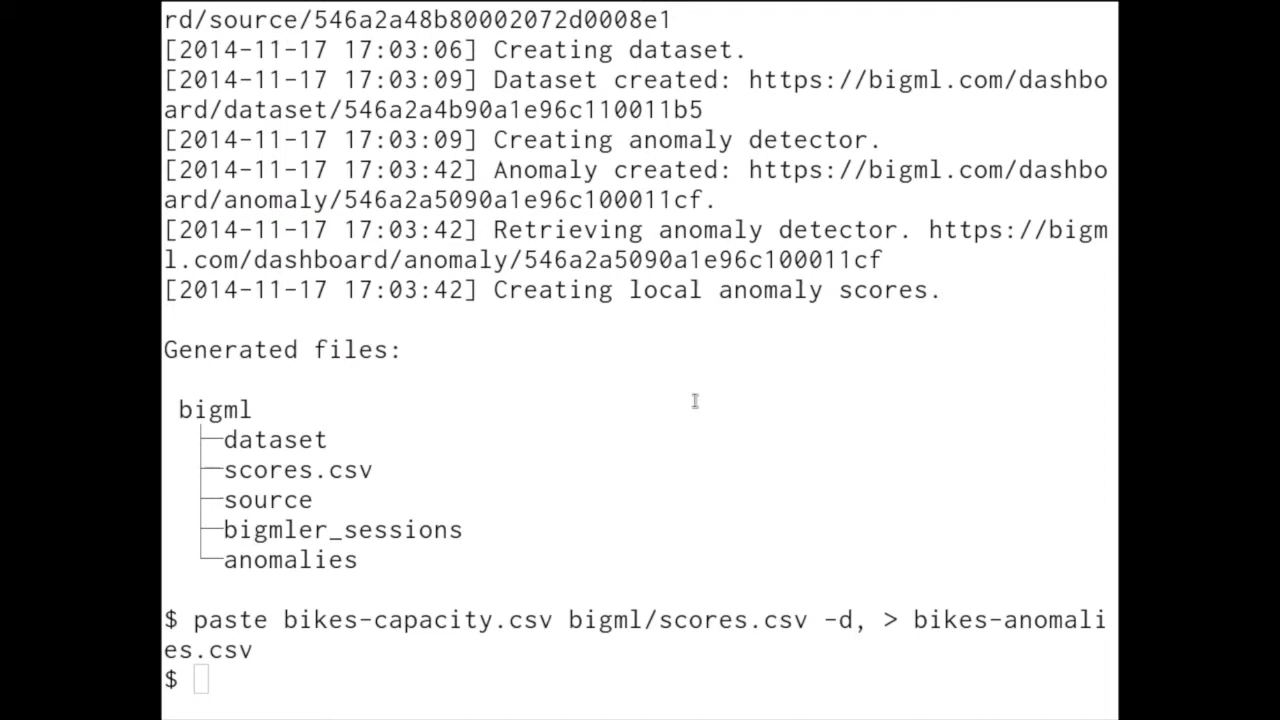 rd/source/546a2a48b80002072d0008e1
[2014-11-17 17:03:06] Creating dataset.
[2014-11-17 17:03:09] Dataset created: https://bigml.com/dashbo
ard/dataset/546a2a4b90a1e96c110011b5
[2014-11-17 17:03:09] Creating anomaly detector.
[2014-11-17 17:03:42] Anomaly created: https://bigml.com/dashbo
ard/anomaly/546a2a5090a1e96c100011cf.
[2014-11-17 17:03:42] Retrieving anomaly detector. https://bigm
l.com/dashboard/anomaly/546a2a5090a1e96c100011cf
[2014-11-17 17:03:42] Creating local anomaly scores.
Generated files:
bigml
dataset
scores.csv
source
bigmler_sessions
anomalies
$ paste bikes-capacity.csv bigml/scores.csv -d, > bikes-anomali
es.csv
$